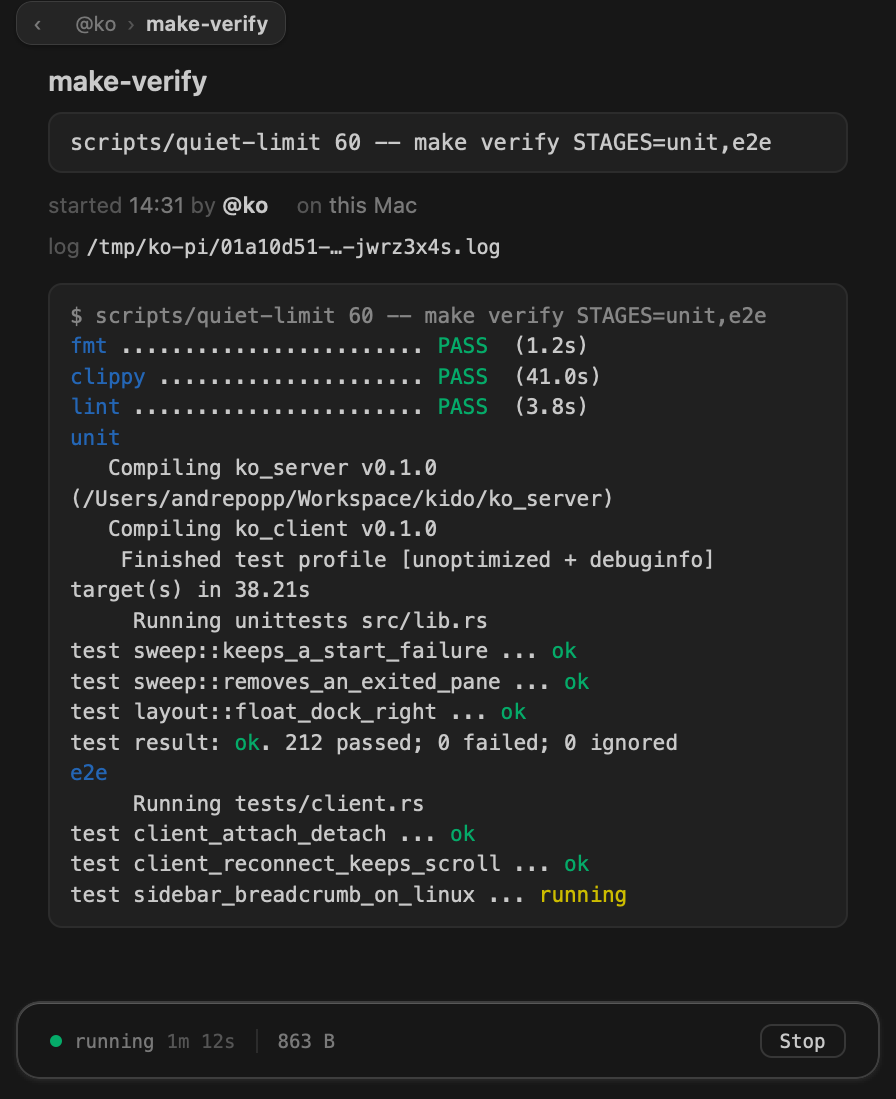 ‹ @ko › make-verify
make-verify
scripts/quiet-limit 60 -- make verify STAGES=unit,e2e
started 14:31 by @ko on this Mac
log /tmp/ko-pi/01a10d51-…-jwrz3x4s.log
$ scripts/quiet-limit 60 -- make verify STAGES=unit,e2e
fmt ........................ PASS (1.2s)
clippy ..................... PASS (41.0s)
lint ....................... PASS (3.8s)
unit
Compiling ko_server v0.1.0
(/Users/andrepopp/Workspace/kido/ko_server)
Compiling ko_client v0.1.0
Finished test profile [unoptimized + debuginfo]
target(s) in 38.21s
Running unittests src/lib.rs
test sweep::keeps_a_start_failure ... ok
test sweep::removes_an_exited_pane ... ok
test layout::float_dock_right ... ok
test result: ok. 212 passed; 0 failed; 0 ignored
e2e
Running tests/client.rs
test client_attach_detach ... ok
test client_reconnect_keeps_scroll ... ok
test sidebar_breadcrumb_on_linux ... running
running 1m 12s 863 B Stop